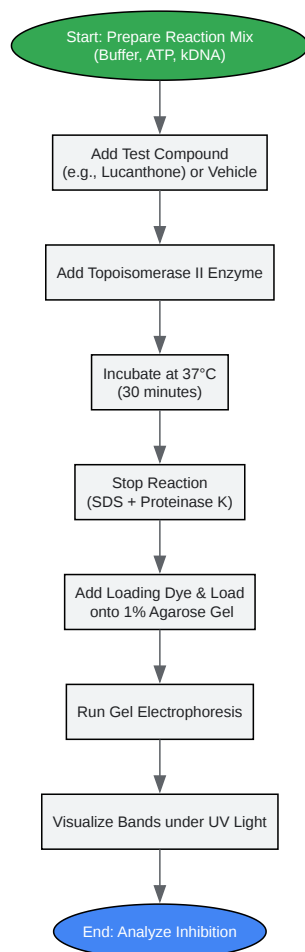 Start: Prepare Reaction Mix
(Buffer, ATP, kDNA)
Add Test Compound
(e.g., Lucanthone) or Vehicle
Add Topoisomerase II Enzyme
Incubate at 37°C
(30 minutes)
Stop Reaction
(SDS + Proteinase K)
Add Loading Dye & Load
onto 1% Agarose Gel
Run Gel Electrophoresis
Visualize Bands under UV Light
End: Analyze Inhibition